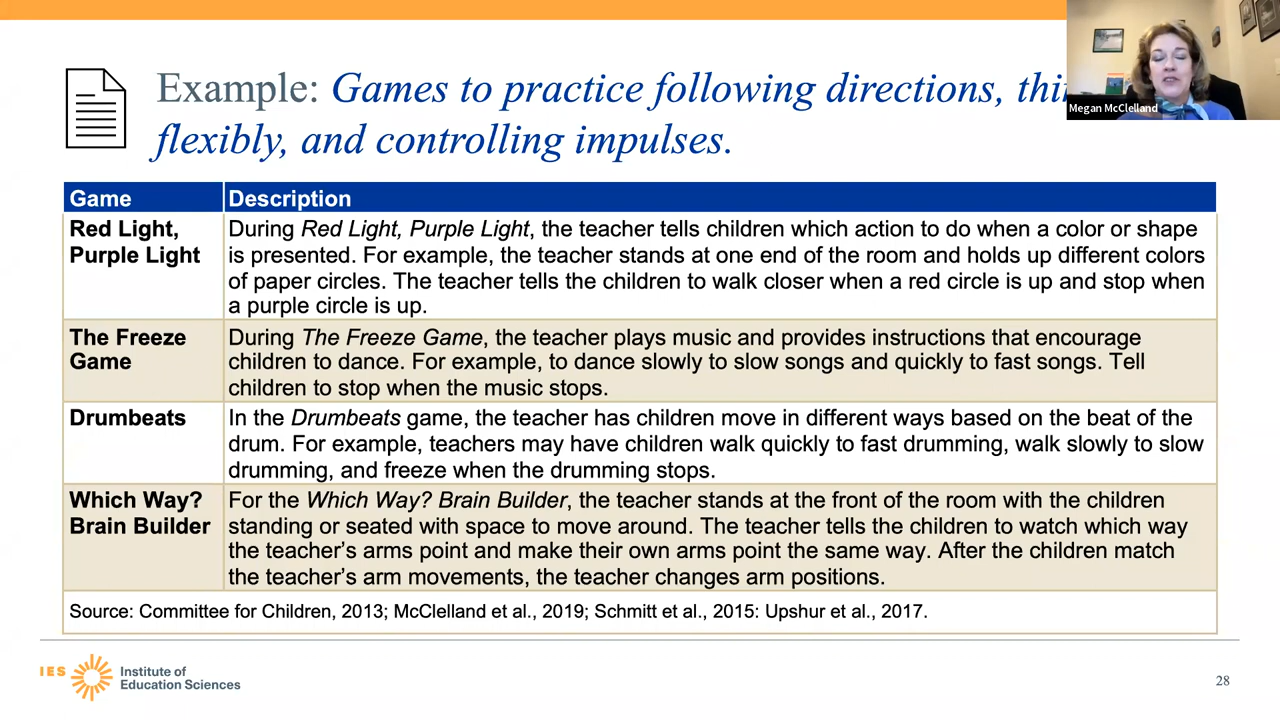 Example: Games to practice following directions,
flexibly, and controlling impulses.
Megan McClelland
Game Description
Red Light, During Red Light, Purple Light, the teacher tells children which action to do when a color or shape
Purple Light is presented. For example, the teacher stands at one end of the room and holds up different colors
of paper circles. The teacher tells the children to walk closer when a red circle is up and stop when
a purple circle is up.
The Freeze During The Freeze Game, the teacher plays music and provides instructions that encourage
Game children to dance. For example, to dance slowly to slow songs and quickly to fast songs. Tell
children to stop when the music stops.
Drumbeats In the Drumbeats game, the teacher has children move in different ways based on the beat of the
drum. For example, teachers may have children walk quickly to fast drumming, walk slowly to slow
drumming, and freeze when the drumming stops.
Which Way? For the Which Way? Brain Builder, the teacher stands at the front of the room with the children
Brain Builder standing or seated with space to move around. The teacher tells the children to watch which way
the teacher’s arms point and make their own arms point the same way. After the children match
the teacher’s arm movements, the teacher changes arm positions.
Source: Committee for Children, 2013; McClelland et al., 2019; Schmitt et al., 2015: Upshur et al., 2017.
IES Institute of
Education Sciences
28